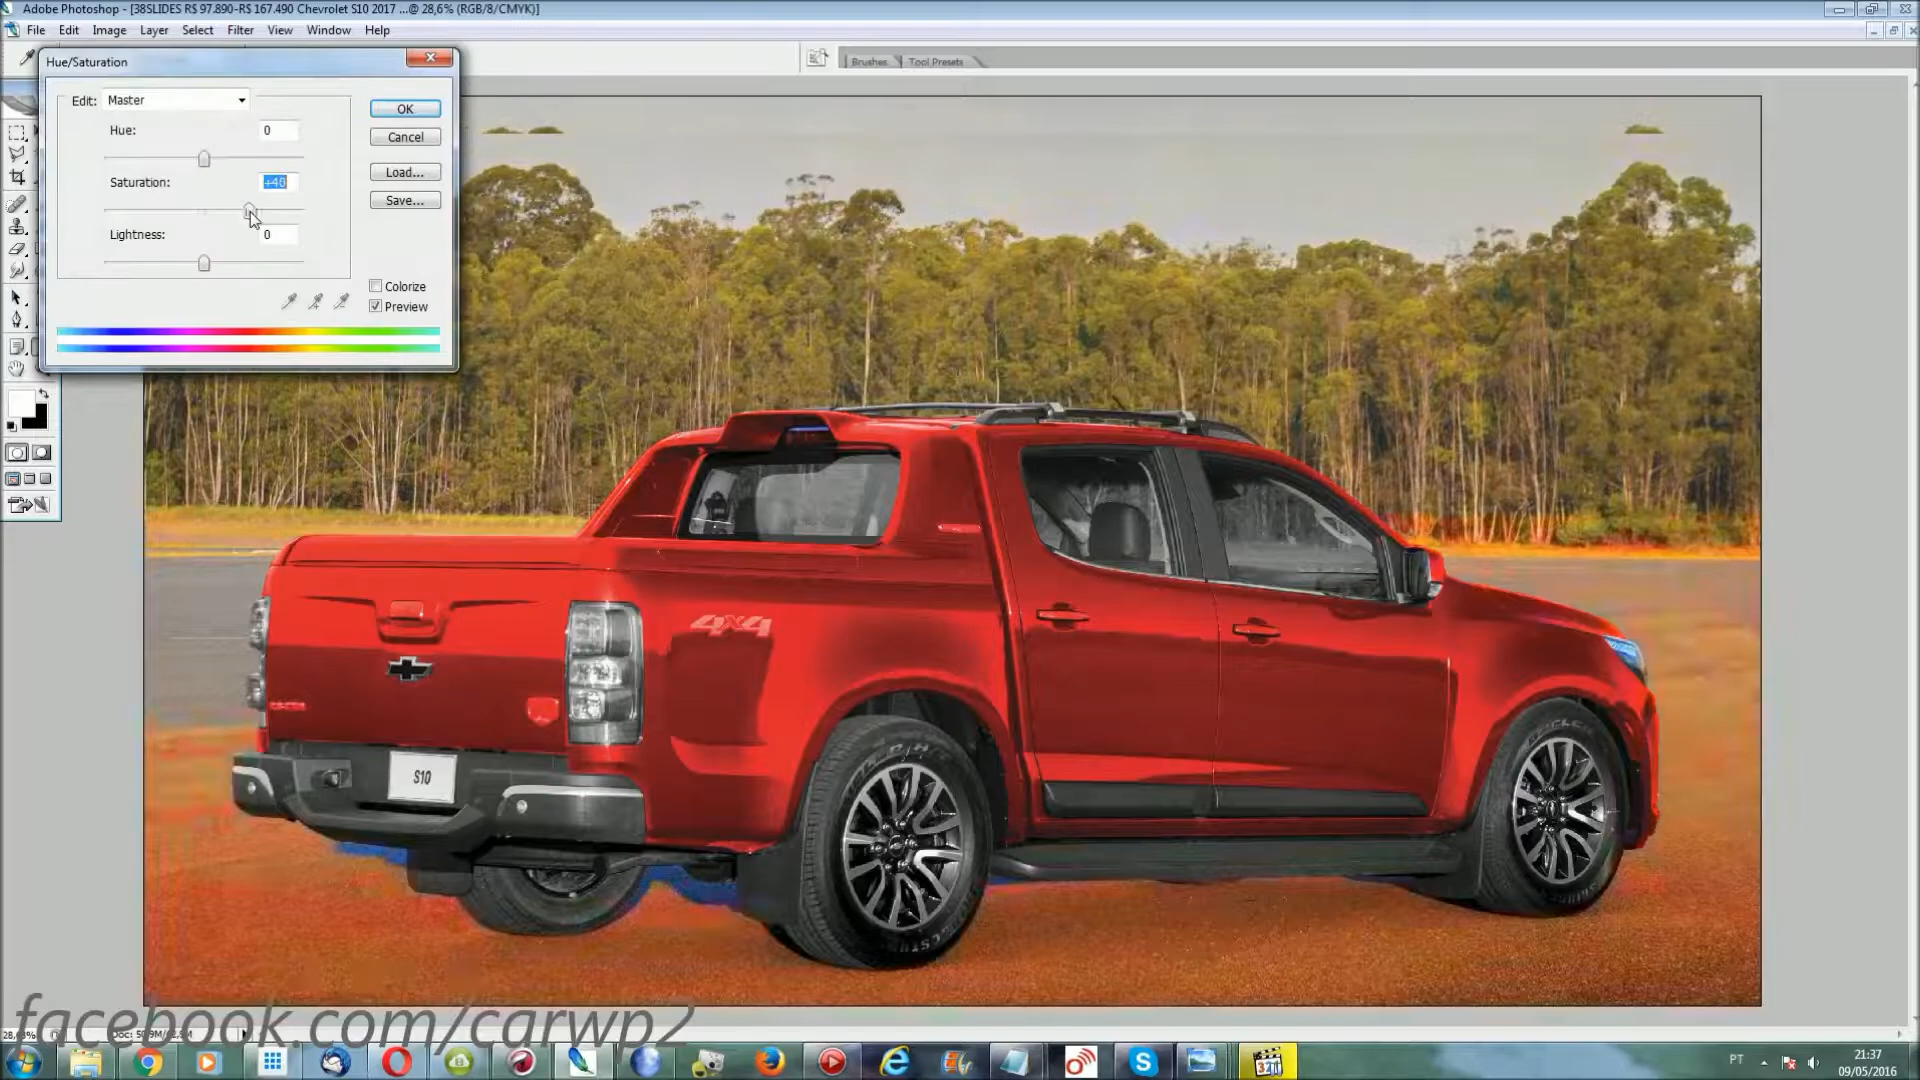 Adobe Photoshop - [38SLIDES R$ 97.890-R$ 167.490 Chevrolet S10 2017 ...@ 28,6% (RGB/8/CMYK)]
File Edit Image Layer Select Filter View Window Help
Brushes Tool Presets
Hue/Saturation
Edit: Master
OK
Hue: 0
Cancel
Load...
Saturation: +46
Save...
Lightness: 0
Colorize
Preview
4x4
S10
facebook.com/carwp2
PT
21:37
09/05/2016